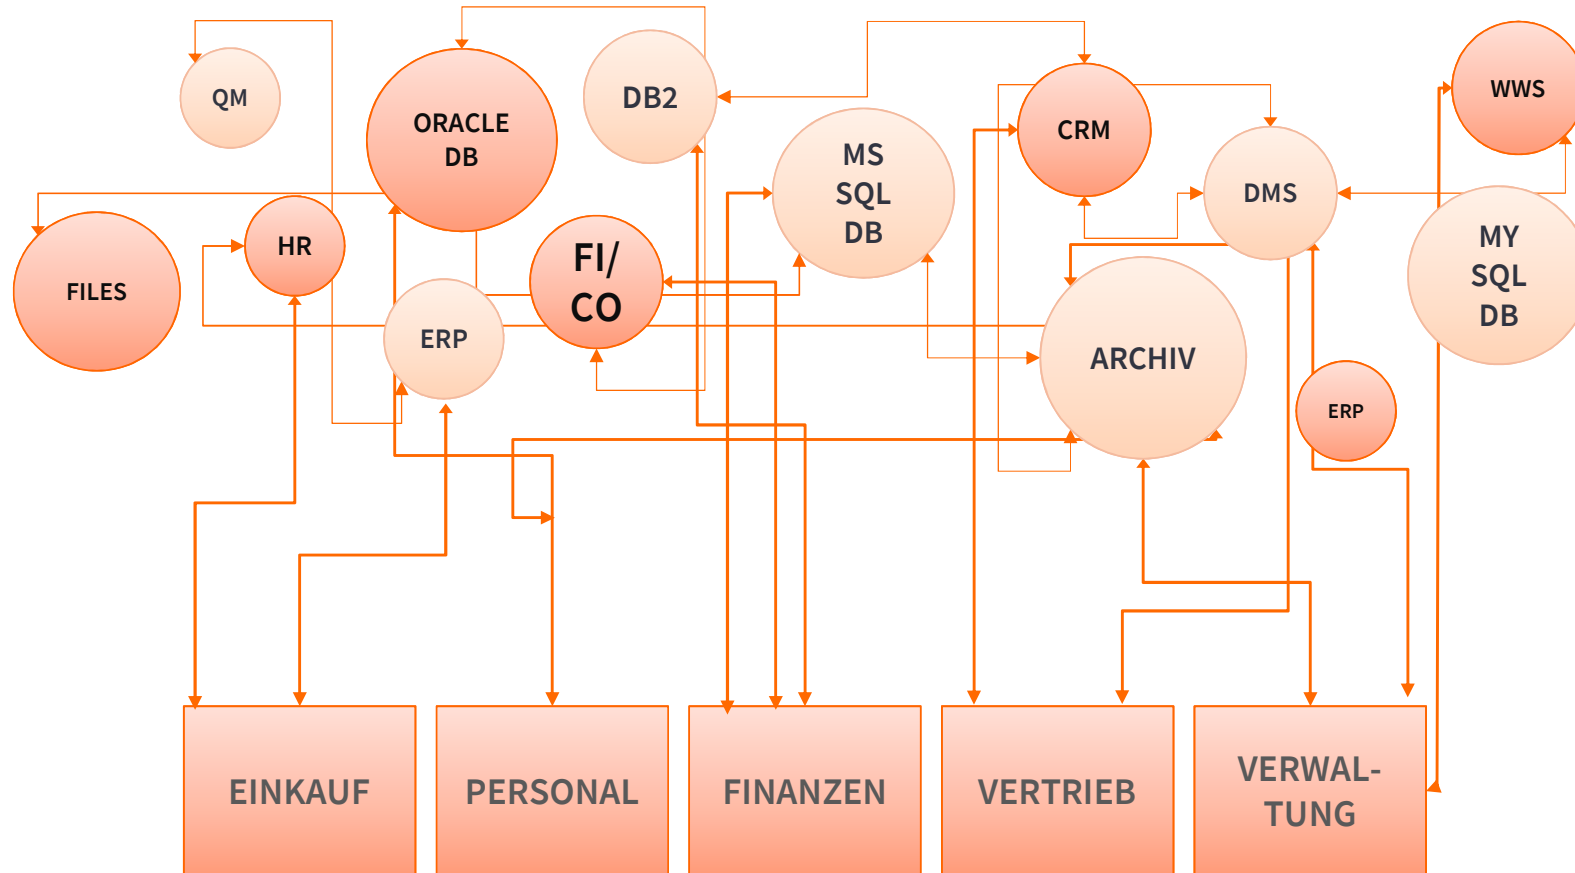 QM
ORACLE
DB
DB2
MS
SQL
DB
CRM
WWS
DMS
HR
FILES
FI/
CO
ERP
ARCHIV
MY
SQL
DB
ERP
EINKAUF
PERSONAL
FINANZEN
VERTRIEB
VERWAL-
TUNG